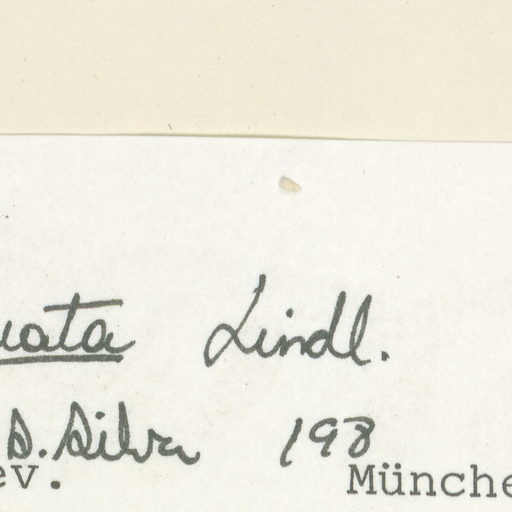 uata Lindl.
D. Silva 198
ev. Münche